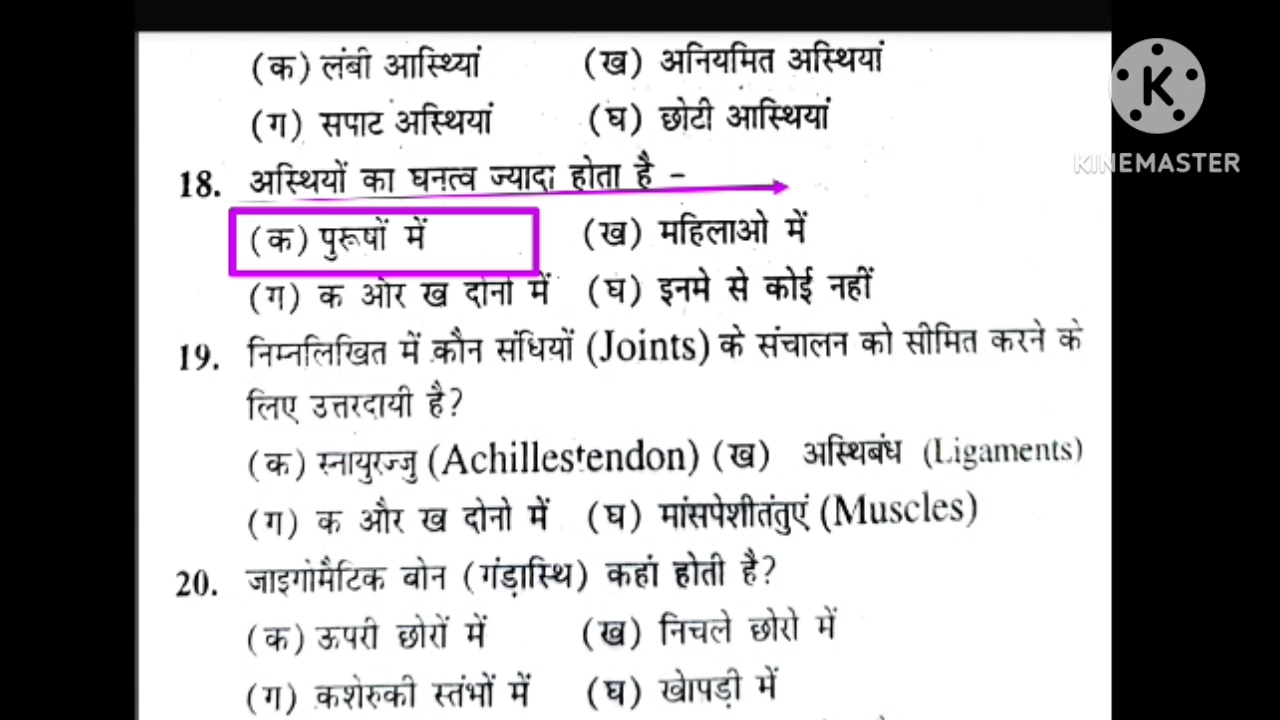 (क) लंबी आस्थ्यिां (ख) अनियमित अस्थियां
(ग) सपाट अस्थियां (घ) छोटी आस्थियां
18. अस्थियों का घनत्व ज्यादा होता है -
(क) पुरूषों में (ख) महिलाओ में
(ग) क ओर ख दोनो में (घ) इनमे से कोई नहीं
19. निम्नलिखित में कौन संधियों (Joints) के संचालन को सीमित करने के
लिए उत्तरदायी है?
(क) स्नायुरज्जु (Achillestendon) (ख) अस्थिबंध (Ligaments)
(ग) क और ख दोनो में (घ) मांसपेशीतंतुएं (Muscles)
20. जाइगोमैटिक बोन (गंड़ास्थि) कहां होती है?
(क) ऊपरी छोरों में (ख) निचले छोरो में
(ग) कशेरुकी स्तंभों में (घ) खोपड़ी में
K
KINEMASTER